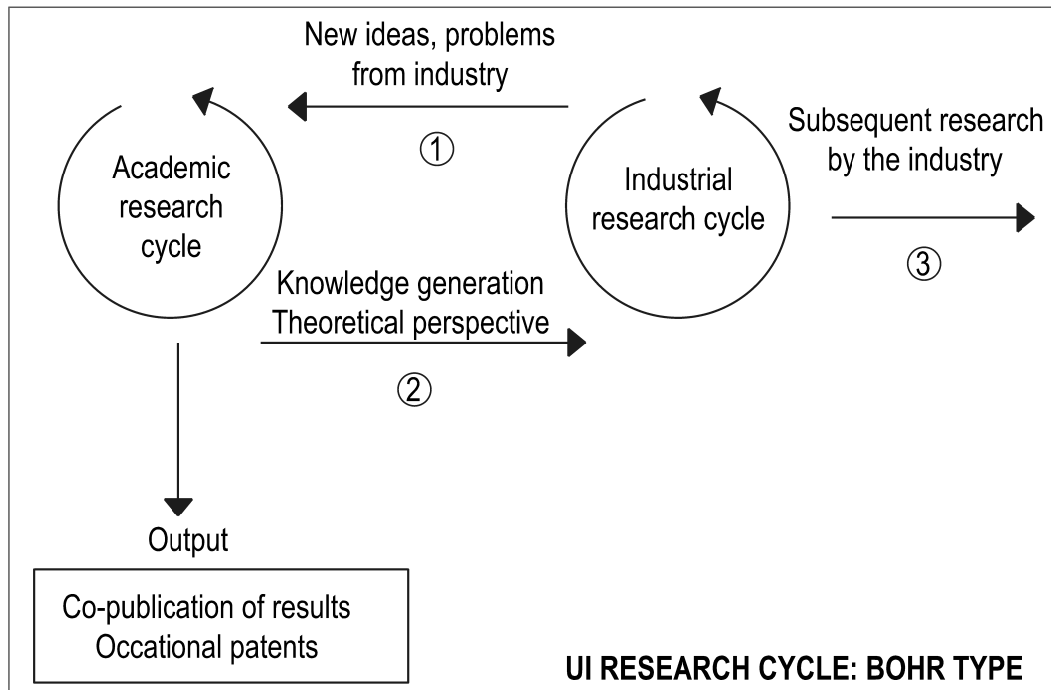 New ideas, problems
from industry
①
Academic
research
cycle
Industrial
research cycle
Subsequent research
by the industry
③
Knowledge generation
Theoretical perspective
②
Output
Co-publication of results
Occational patents
UI RESEARCH CYCLE: BOHR TYPE